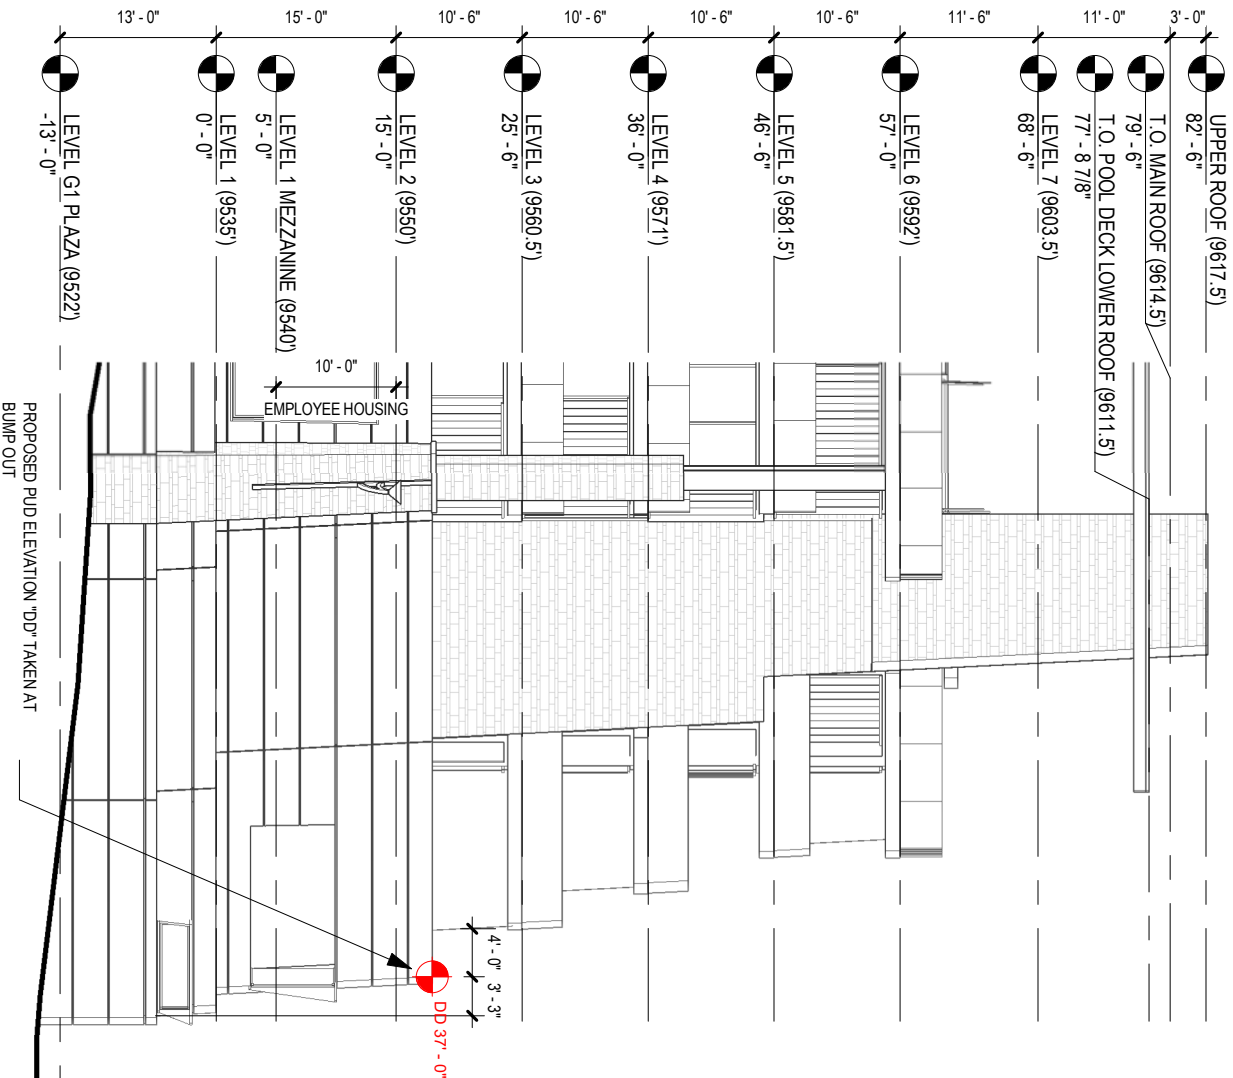 13' - 0"
15' - 0"
10' - 6"
10' - 6"
10' - 6"
10' - 6"
11' - 6"
11' - 0"
3' - 0"
UPPER ROOF (9617.5')
82' - 6"
T.O. MAIN ROOF (9614.5')
79' - 6"
T.O. POOL DECK LOWER ROOF (9611.5')
77' - 8 7/8"
LEVEL 7 (9603.5')
68' - 6"
LEVEL 6 (9592')
57' - 0"
LEVEL 5 (9581.5')
46' - 6"
LEVEL 4 (9571')
36' - 0"
LEVEL 3 (9560.5')
25' - 6"
LEVEL 2 (9550')
15' - 0"
LEVEL 1 MEZZANINE (9540')
5' - 0"
LEVEL 1 (9535')
0' - 0"
LEVEL G1 PLAZA (9522')
-13' - 0"
10' - 0"
EMPLOYEE HOUSING
4' - 0"
3' - 3"
DD 37' - 0"
PROPOSED PUD ELEVATION "DD" TAKEN AT
BUMP OUT